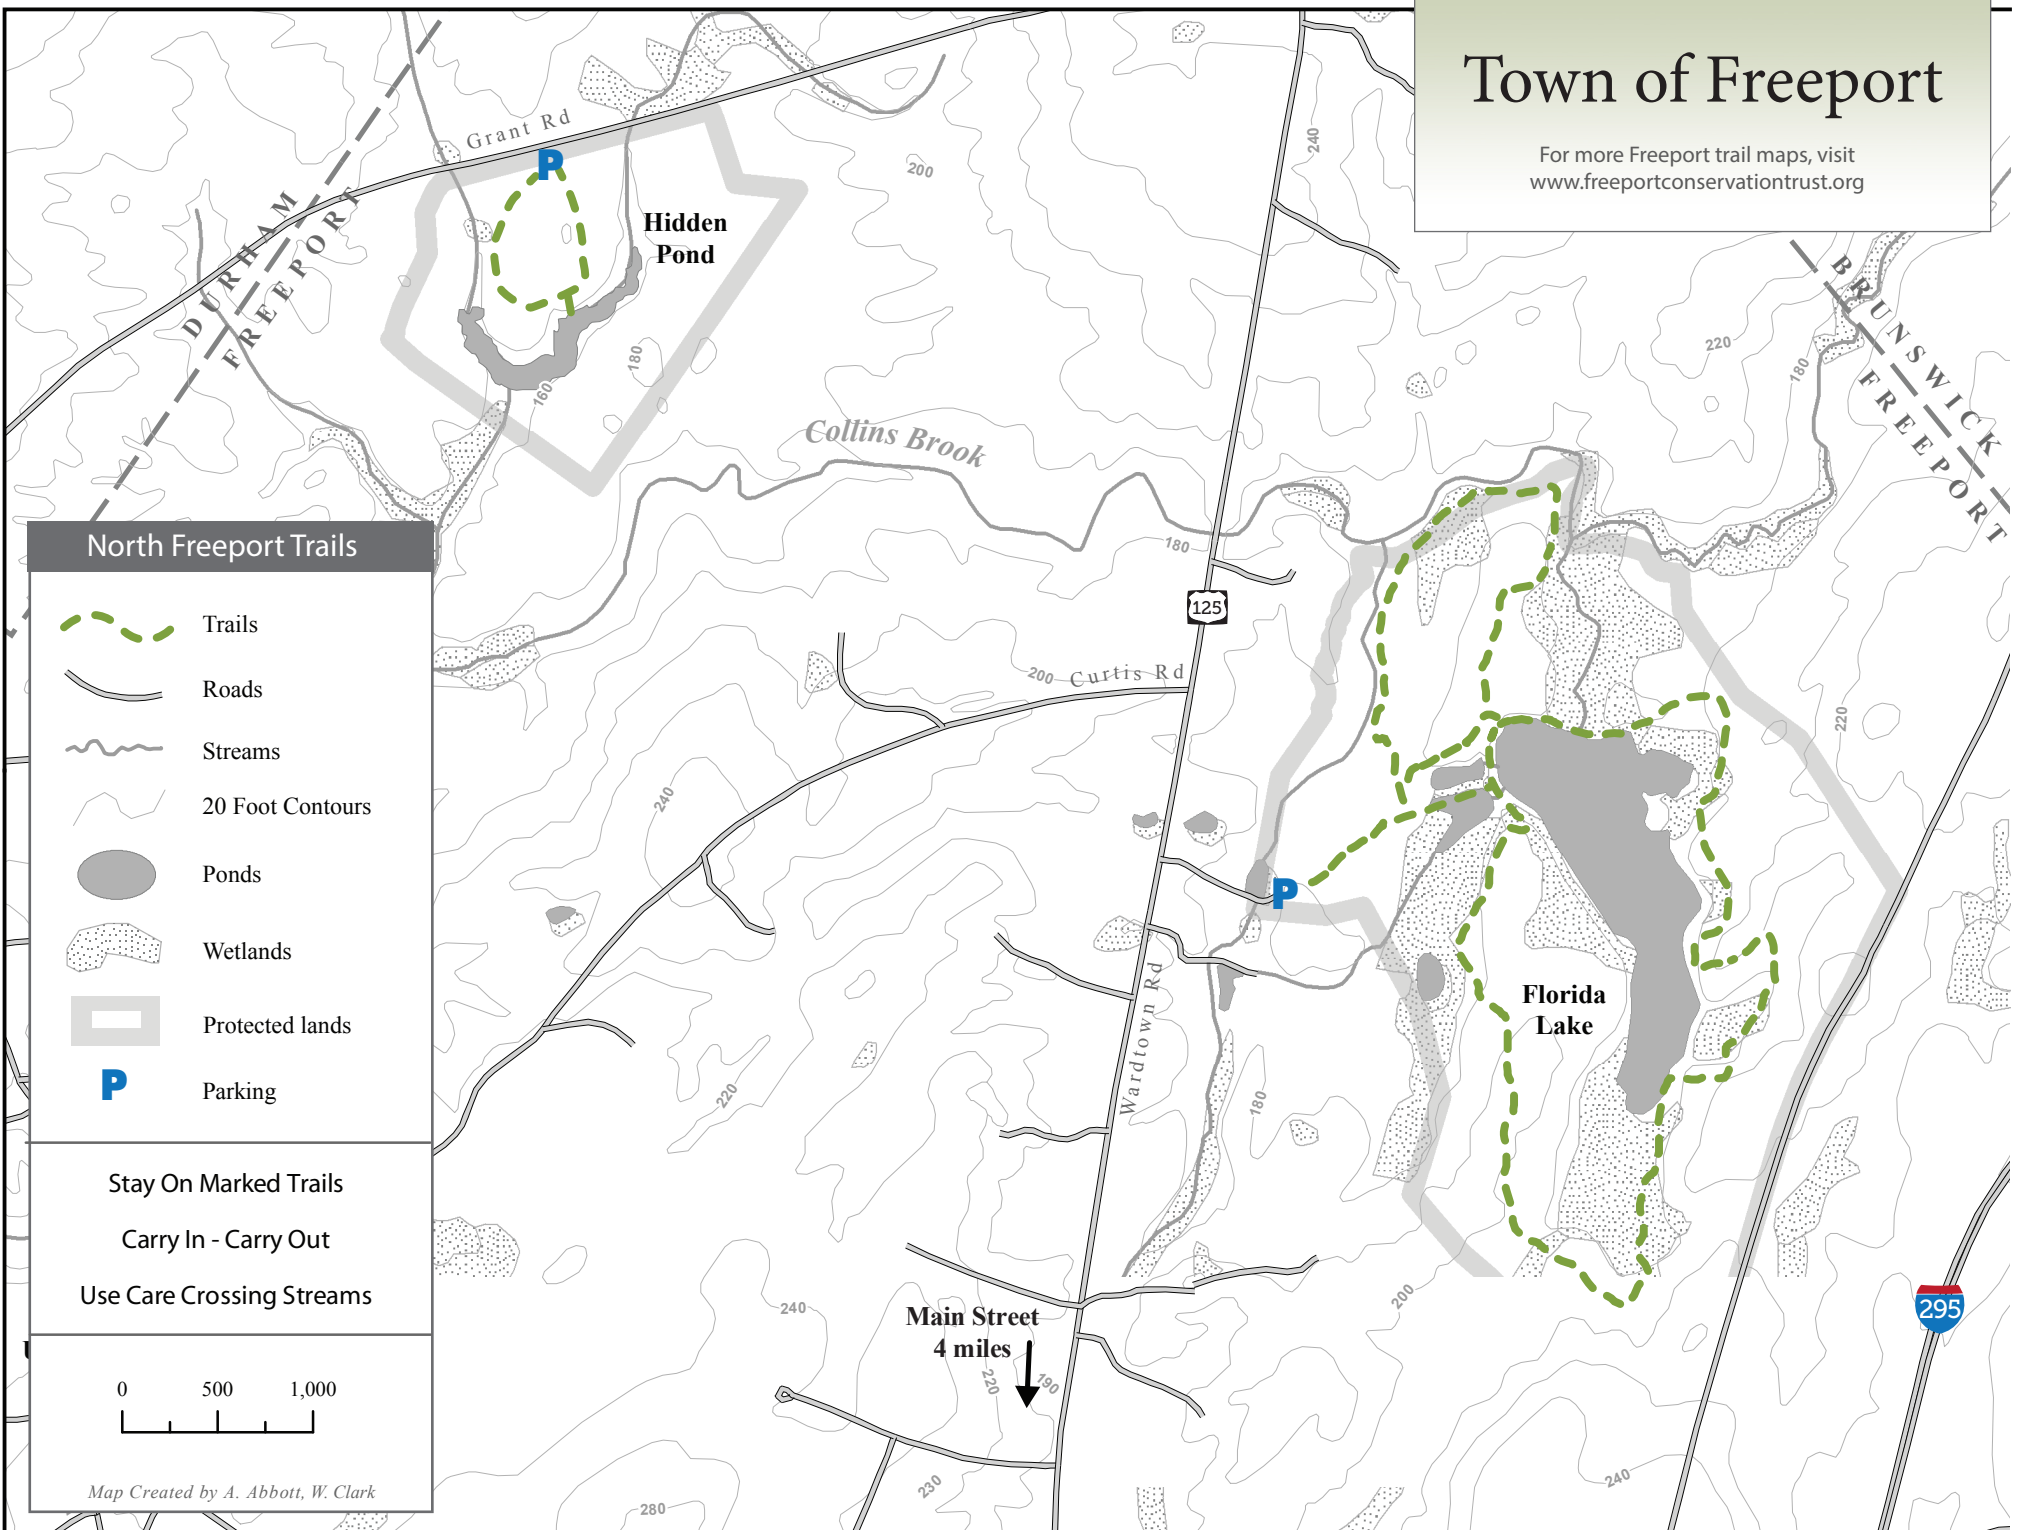 Town of Freeport
For more Freeport trail maps, visit
www.freeportconservationtrust.org
Grant Rd
P
Hidden
Pond
DURHAM
FREEPORT
200
240
160
180
Collins Brook
220
180
BRUNSWICK
FREEPORT
180
125
200
Curtis Rd
240
220
P
Wardtown Rd
Florida
Lake
220
180
200
240
Main Street
4 miles
220
190
230
280
240
295
North Freeport Trails
Trails
Roads
Streams
20 Foot Contours
Ponds
Wetlands
Protected lands
P
Parking
Stay On Marked Trails
Carry In - Carry Out
Use Care Crossing Streams
0 500 1,000
Map Created by A. Abbott, W. Clark